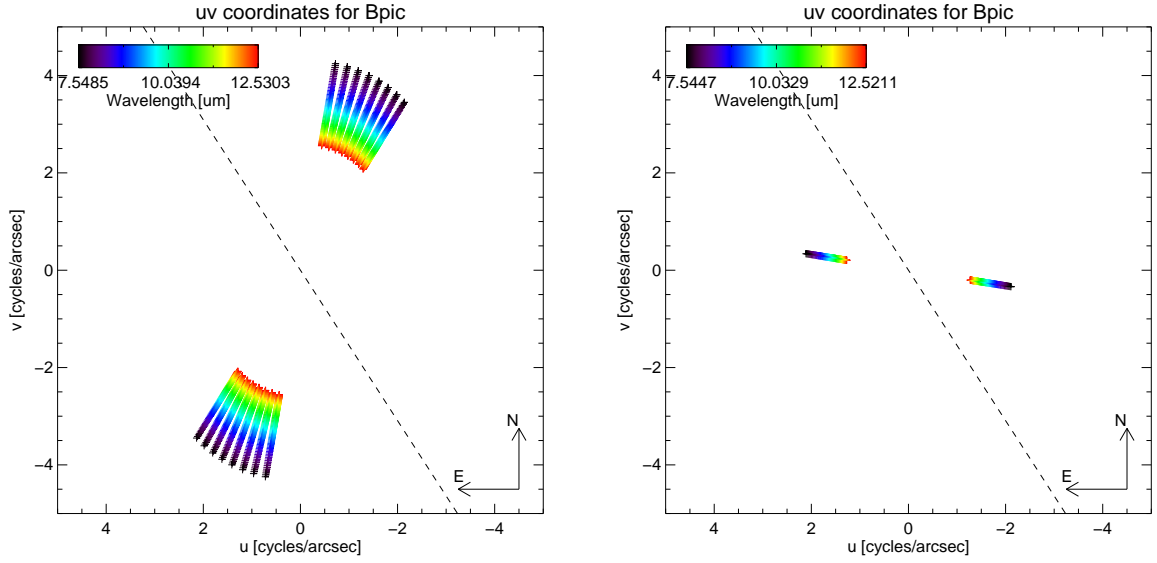 uv coordinates for Bpic
7.5485 10.0394 12.5303
Wavelength [um]
4
2
0
−2
−4
v [cycles/arcsec]
4 2 0 −2 −4
u [cycles/arcsec]
N
E
uv coordinates for Bpic
7.5447 10.0329 12.5211
Wavelength [um]
4
2
0
−2
−4
v [cycles/arcsec]
4 2 0 −2 −4
u [cycles/arcsec]
N
E